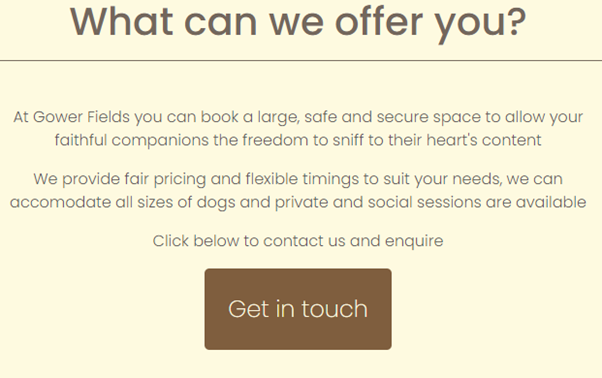 What can we offer you?
At Gower Fields you can book a large, safe and secure space to allow your
faithful companions the freedom to sniff to their heart's content
We provide fair pricing and flexible timings to suit your needs, we can
accomodate all sizes of dogs and private and social sessions are available
Click below to contact us and enquire
Get in touch